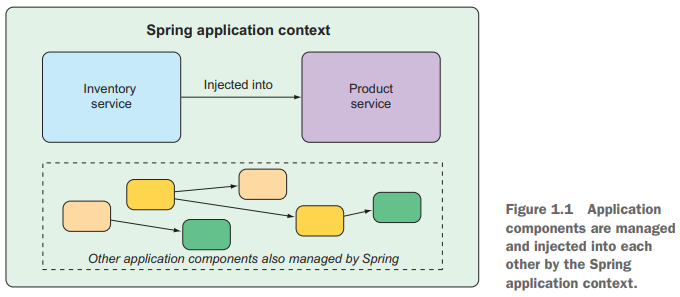 Spring application context
Inventory
service
Injected into
Product
service
Other application components also managed by Spring
Figure 1.1 Application
components are managed
and injected into each
other by the Spring
application context.